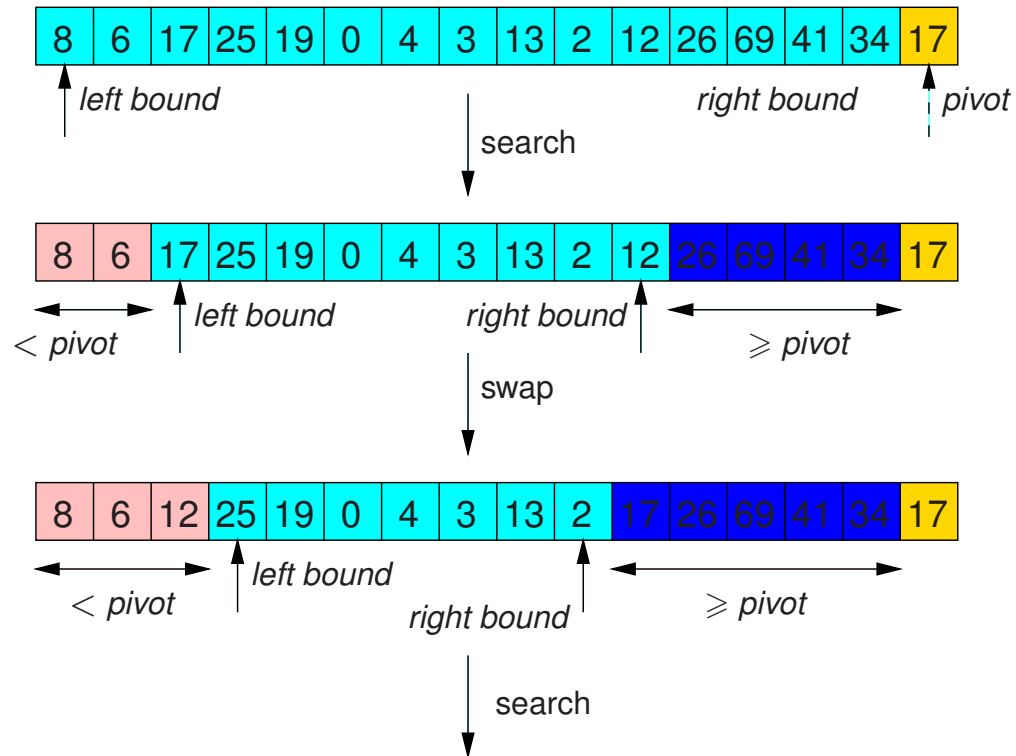 8 6 17 25 19 0 4 3 13 2 12 26 69 41 34 17
left bound right bound pivot
search
8 6 17 25 19 0 4 3 13 2 12 26 69 41 34 17
left bound right bound
< pivot ⩾ pivot
swap
8 6 12 25 19 0 4 3 13 2 17 26 69 41 34 17
left bound
< pivot right bound ⩾ pivot
search